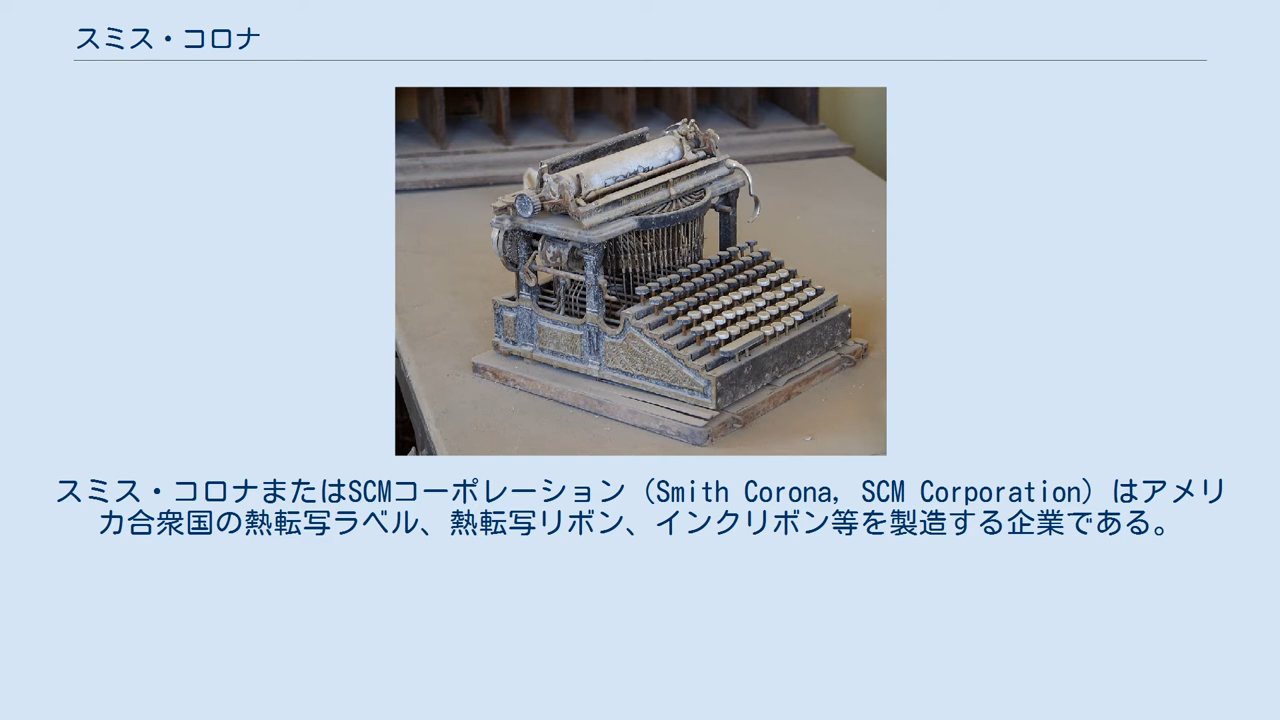 スミス・コロナ
スミス・コロナまたはSCMコーポレーション（Smith Corona, SCM Corporation）はアメリ
カ合衆国の熱転写ラベル、熱転写リボン、インクリボン等を製造する企業である。